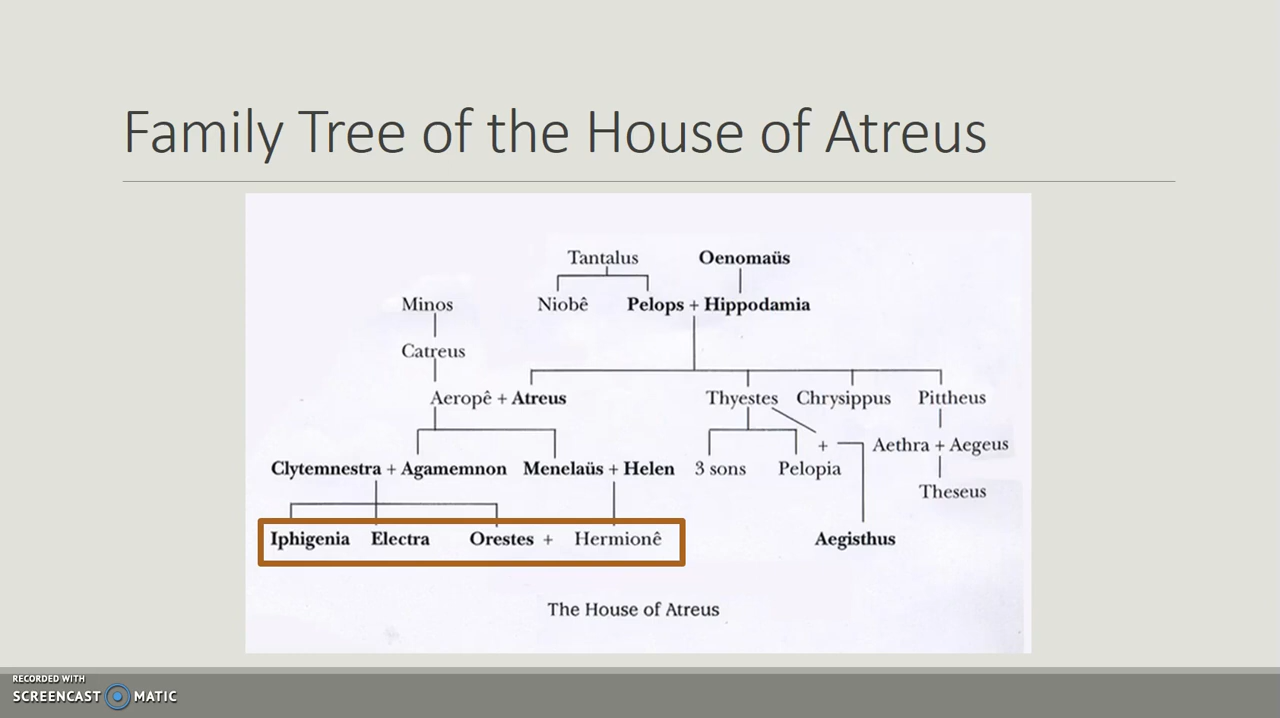 Family Tree of the House of Atreus
Tantalus Oenomaüs
Minos Niobê Pelops + Hippodamia
Catreus
Aeropê + Atreus Thyestes Chrysippus Pittheus
+ Aethra + Aegeus
Clytemnestra + Agamemnon Menelaüs + Helen 3 sons Pelopia
Theseus
Iphigenia Electra Orestes + Hermionê Aegisthus
The House of Atreus
RECORDED WITH
SCREENCAST MATIC